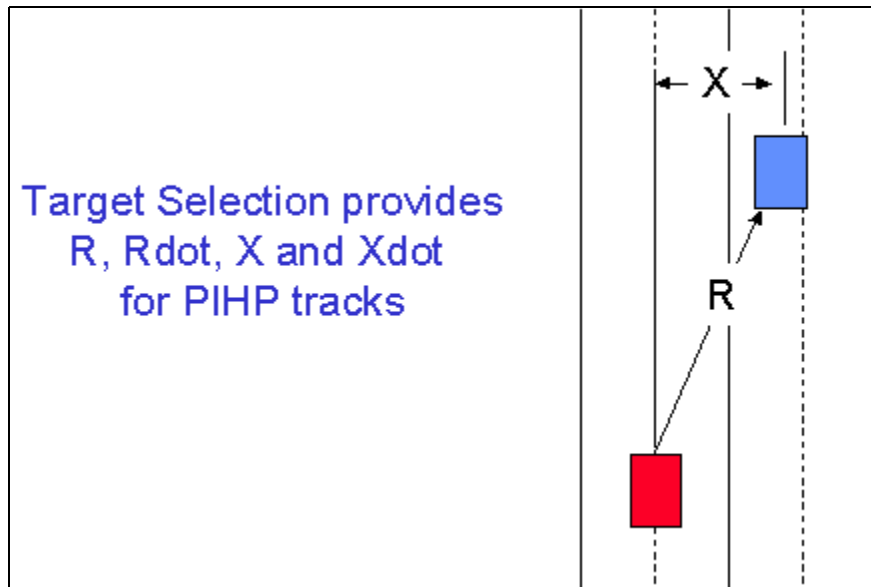 X
Target Selection provides
R, Rdot, X and Xdot
for PIHP tracks
R